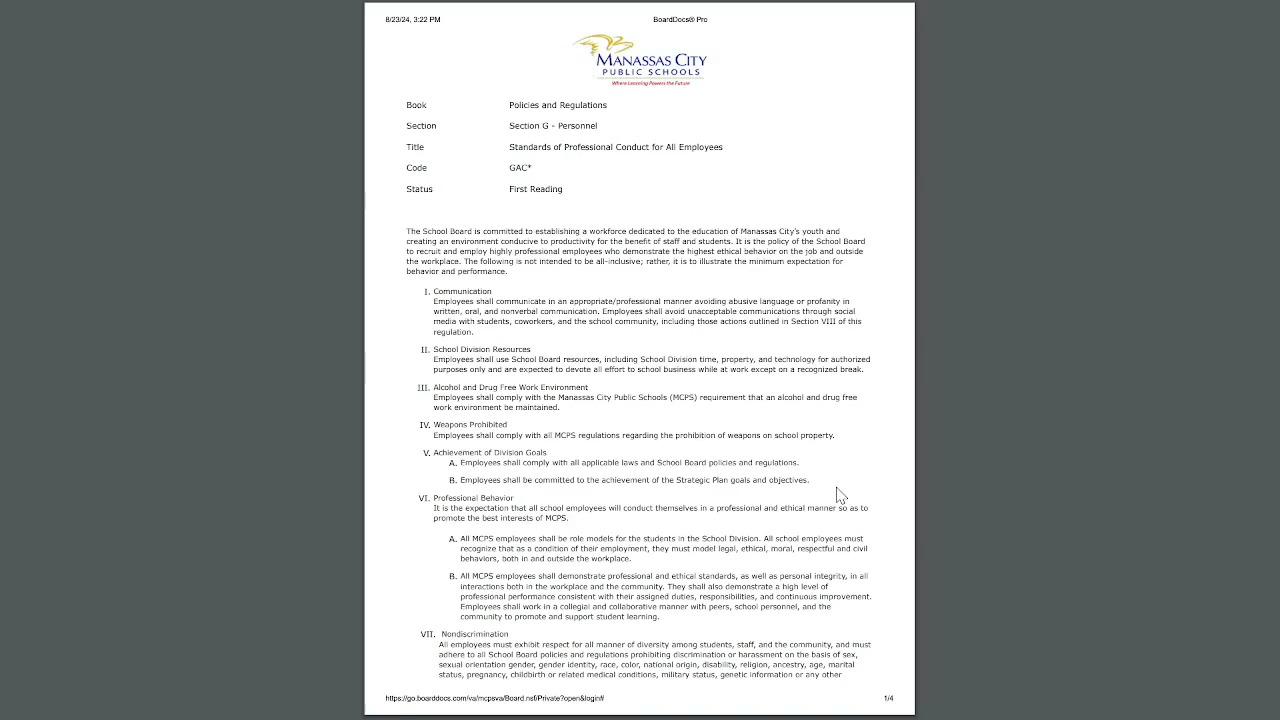 8/23/24, 3:22 PM BoardDocs® Pro
MANASSAS CITY
PUBLIC SCHOOLS
Where Learning Powers the Future
Book Policies and Regulations
Section Section G - Personnel
Title Standards of Professional Conduct for All Employees
Code GAC*
Status First Reading
The School Board is committed to establishing a workforce dedicated to the education of Manassas City's youth and
creating an environment conducive to productivity for the benefit of staff and students. It is the policy of the School Board
to recruit and employ highly professional employees who demonstrate the highest ethical behavior on the job and outside
the workplace. The following is not intended to be all-inclusive; rather, it is to illustrate the minimum expectation for
behavior and performance.
I. Communication
Employees shall communicate in an appropriate/professional manner avoiding abusive language or profanity in
written, oral, and nonverbal communication. Employees shall avoid unacceptable communications through social
media with students, coworkers, and the school community, including those actions outlined in Section VIII of this
regulation.
II. School Division Resources
Employees shall use School Board resources, including School Division time, property, and technology for authorized
purposes only and are expected to devote all effort to school business while at work except on a recognized break.
III. Alcohol and Drug Free Work Environment
Employees shall comply with the Manassas City Public Schools (MCPS) requirement that an alcohol and drug free
work environment be maintained.
IV. Weapons Prohibited
Employees shall comply with all MCPS regulations regarding the prohibition of weapons on school property.
V. Achievement of Division Goals
A. Employees shall comply with all applicable laws and School Board policies and regulations.
B. Employees shall be committed to the achievement of the Strategic Plan goals and objectives.
VI. Professional Behavior
It is the expectation that all school employees will conduct themselves in a professional and ethical manner so as to
promote the best interests of MCPS.
A. All MCPS employees shall be role models for the students in the School Division. All school employees must
recognize that as a condition of their employment, they must model legal, ethical, moral, respectful and civil
behaviors, both in and outside the workplace.
B. All MCPS employees shall demonstrate professional and ethical standards, as well as personal integrity, in all
interactions both in the workplace and the community. They shall also demonstrate a high level of
professional performance consistent with their assigned duties, responsibilities, and continuous improvement.
Employees shall work in a collegial and collaborative manner with peers, school personnel, and the
community to promote and support student learning.
VII. Nondiscrimination
All employees must exhibit respect for all manner of diversity among students, staff, and the community, and must
adhere to all School Board policies and regulations prohibiting discrimination or harassment on the basis of sex,
sexual orientation gender, gender identity, race, color, national origin, disability, religion, ancestry, age, marital
status, pregnancy, childbirth or related medical conditions, military status, genetic information or any other
https://go.boarddocs.com/va/mcpsva/Board.nsf/Private?open&login# 1/4